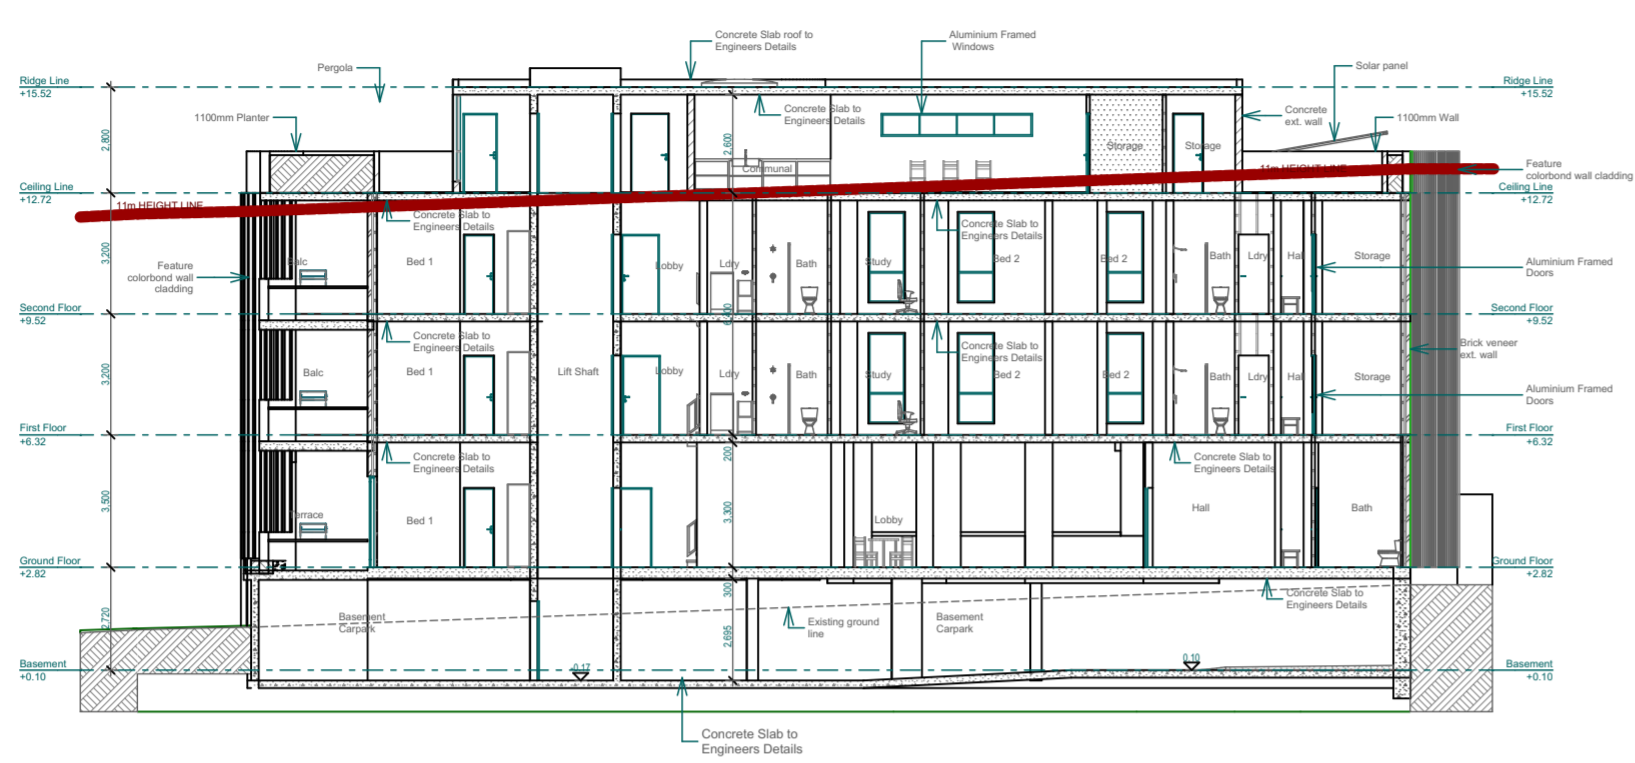 Concrete Slab roof to
Engineers Details
Aluminium Framed
Windows
Pergola
Solar panel
Ridge Line
+15.52
Ridge Line
+15.52
1100mm Planter
Concrete Slab to
Engineers Details
Concrete
ext. wall
1100mm Wall
2,800
2,600
Storage
Storage
Communal
11m HEIGHT LINE
Feature
colorbond wall cladding
Ceiling Line
+12.72
Ceiling Line
+12.72
11m HEIGHT LINE
Concrete Slab to
Engineers Details
Concrete Slab to
Engineers Details
3,200
Feature
colorbond wall
cladding
Balc
Bed 1
Lobby
Ldry
Bath
Study
Bed 2
Bed 2
Bath
Ldry
Hall
Storage
Aluminium Framed
Doors
Second Floor
+9.52
Second Floor
+9.52
Concrete Slab to
Engineers Details
Concrete Slab to
Engineers Details
Brick veneer
ext. wall
3,200
Balc
Bed 1
Lift Shaft
Lobby
Ldry
Bath
Study
Bed 2
Bed 2
Bath
Ldry
Hall
Storage
Aluminium Framed
Doors
First Floor
+6.32
First Floor
+6.32
Concrete Slab to
Engineers Details
200
Concrete Slab to
Engineers Details
3,500
3,300
Terrace
Bed 1
Lobby
Hall
Bath
Ground Floor
+2.82
Ground Floor
+2.82
300
Concrete Slab to
Engineers Details
2,720
Basement
Carpark
Existing ground
line
Basement
Carpark
2,695
Basement
+0.10
0.17
0.10
Basement
+0.10
Concrete Slab to
Engineers Details